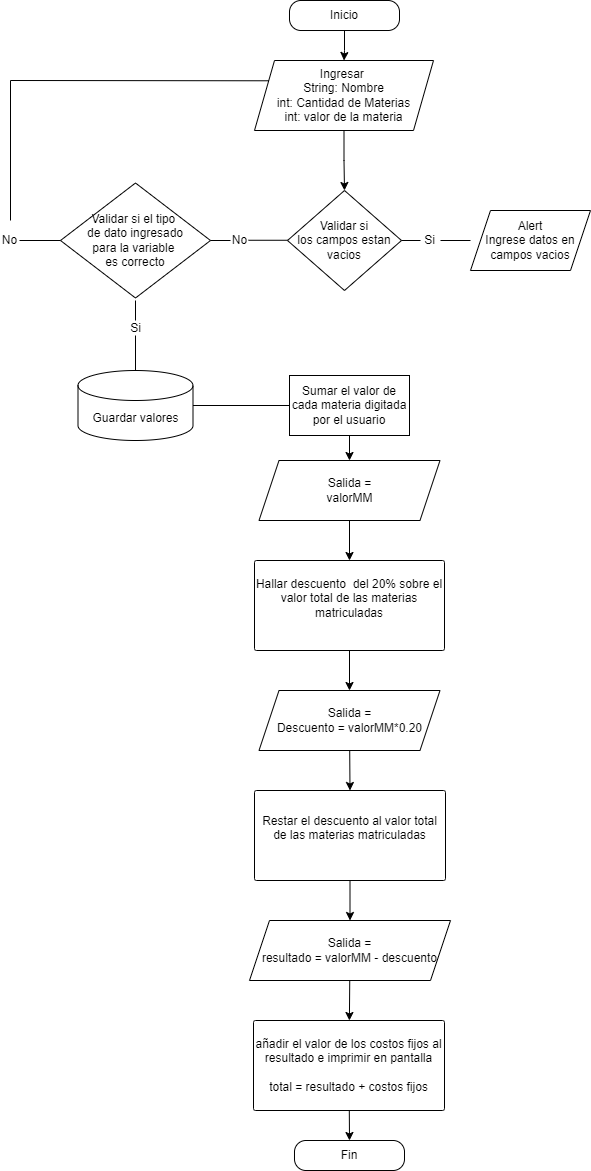 Inicio
Ingresar
String: Nombre
int: Cantidad de Materias
int: valor de la materia
Validar si el tipo
de dato ingresado
para la variable
es correcto
No
No
Validar si
los campos estan
vacios
Si
Alert
Ingrese datos en
campos vacios
Si
Guardar valores
Sumar el valor de
cada materia digitada
por el usuario
Salida =
valorMM
Hallar descuento del 20% sobre el
valor total de las materias
matriculadas
Salida =
Descuento = valorMM*0.20
Restar el descuento al valor total
de las materias matriculadas
Salida =
resultado = valorMM - descuento
añadir el valor de los costos fijos al
resultado e imprimir en pantalla
total = resultado + costos fijos
Fin